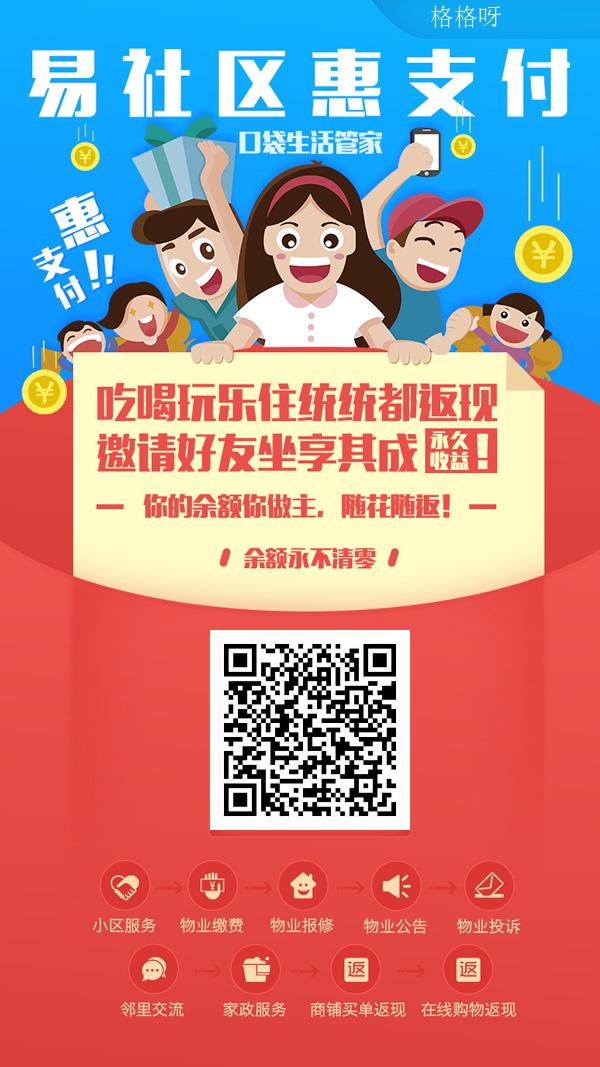 格格呀
易社区惠支付
口袋生活管家
惠
支付!!
吃喝玩乐住统统都返现
邀请好友坐享其成 永久收益!
你的余额你做主,随花随返!
余额永不清零
小区服务 物业缴费 物业报修 物业公告 物业投诉
返 返
邻里交流 家政服务 商铺买单返现 在线购物返现